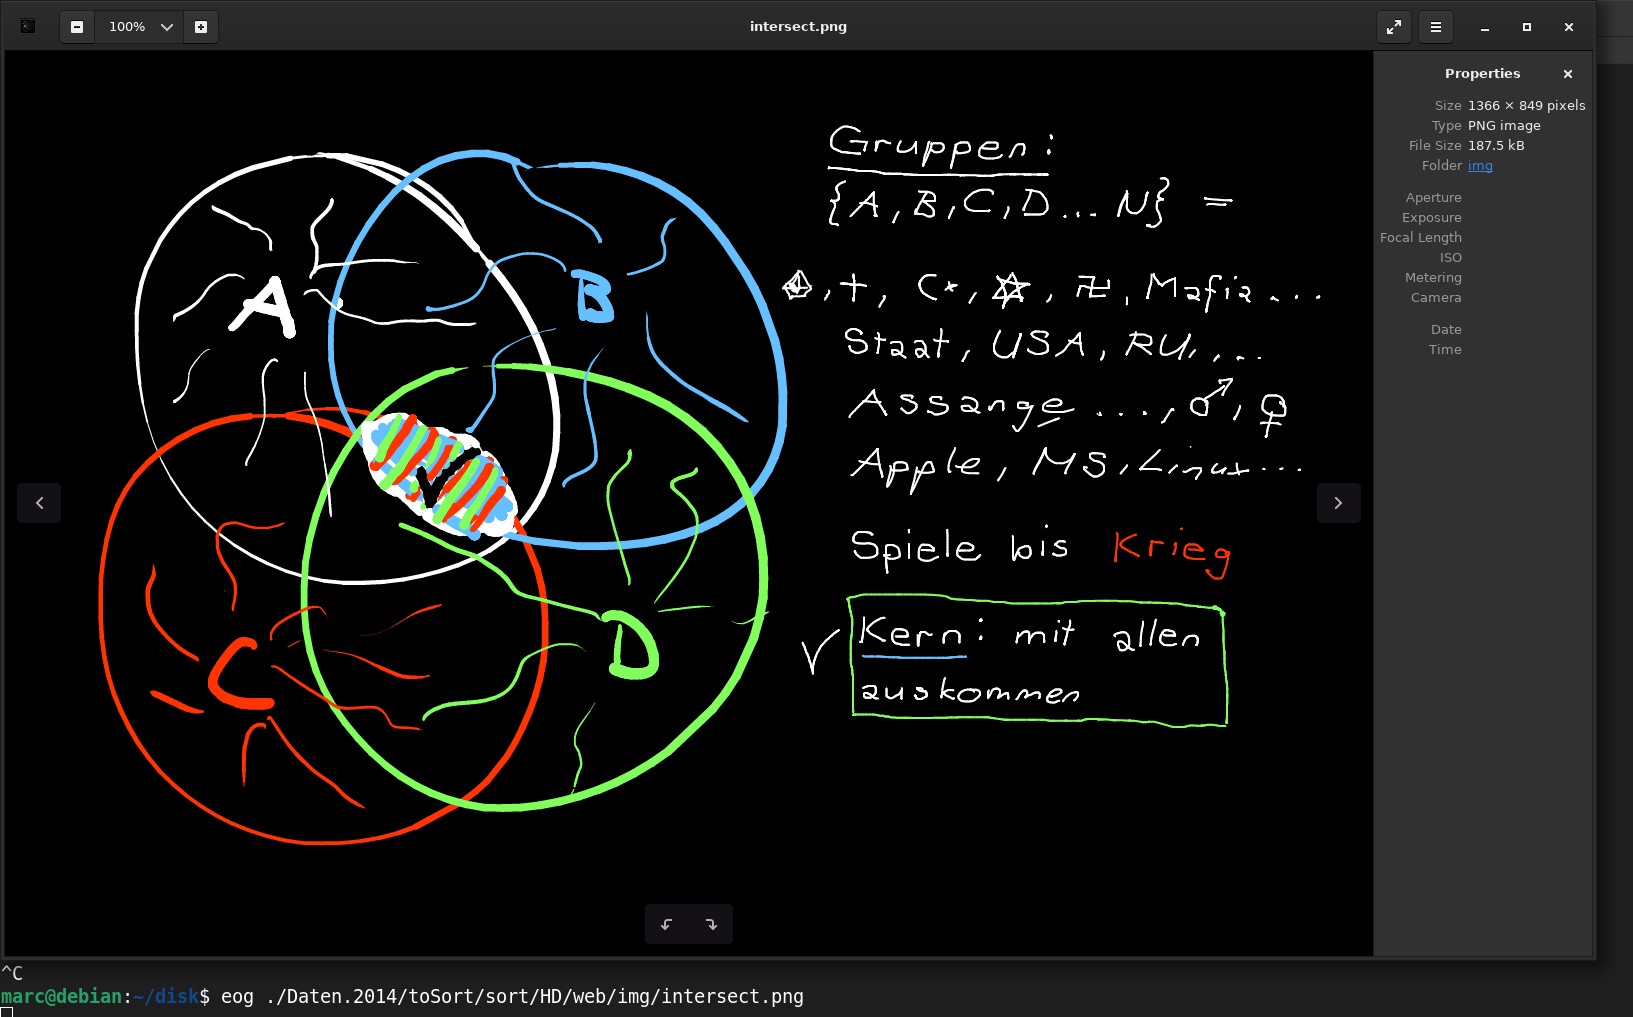 100%
intersect.png
Properties
Size 1366 × 849 pixels
Type PNG image
File Size 187.5 kB
Folder img
Aperture
Exposure
Focal Length
ISO
Metering
Camera
Date
Time
A
B
C
D
Gruppen:
{A, B, C, D... N} =
, +, C*, ✡, 卍, Mafia...
Staat, USA, RU, ...
Assange ..., ♂, ♀
Apple, MS, Linux...
Spiele bis Krieg
✓ Kern: mit allen
auskommen
^C
marc@debian:~/disk$ eog ./Daten.2014/toSort/sort/HD/web/img/intersect.png